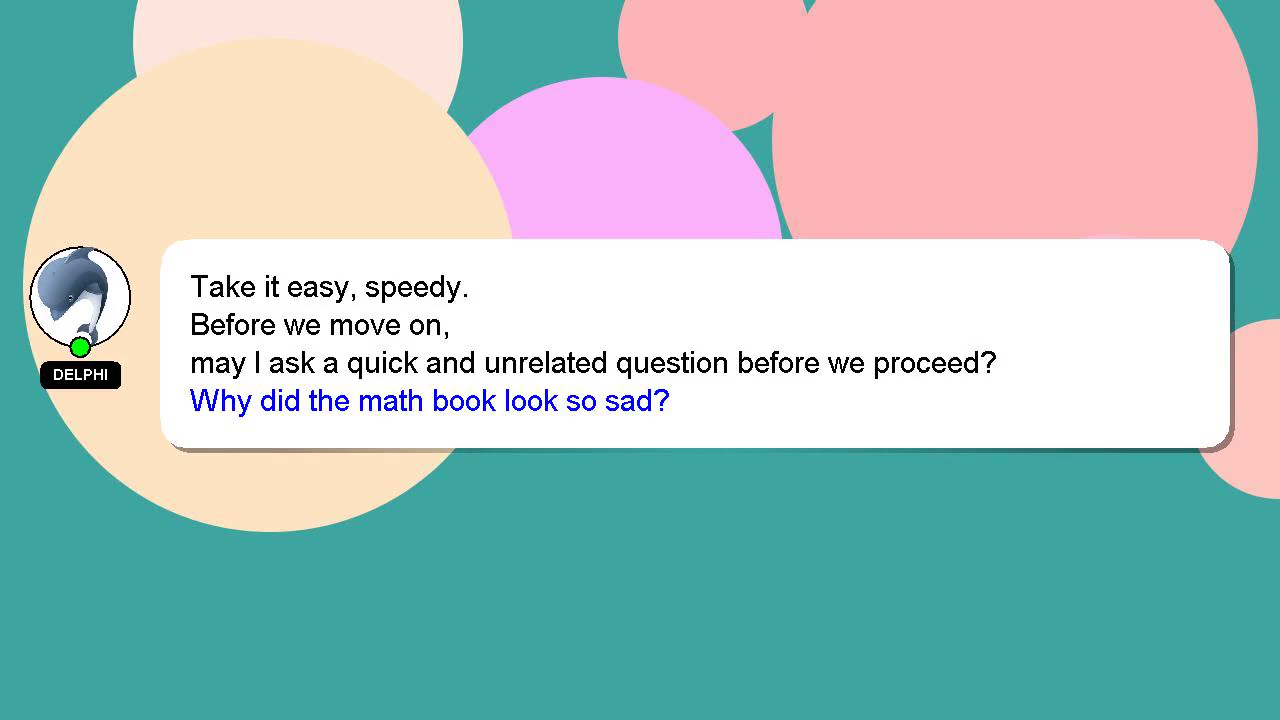 Take it easy, speedy.
Before we move on,
may I ask a quick and unrelated question before we proceed?
Why did the math book look so sad?
DELPHI